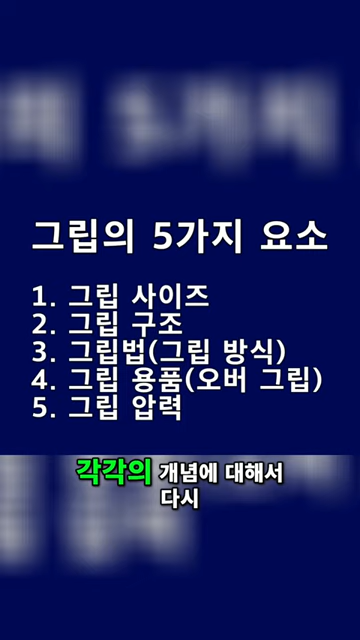 그립의 5가지 요소
1. 그립 사이즈
2. 그립 구조
3. 그립법(그립 방식)
4. 그립 용품(오버 그립)
5. 그립 압력
각각의 개념에 대해서
다시